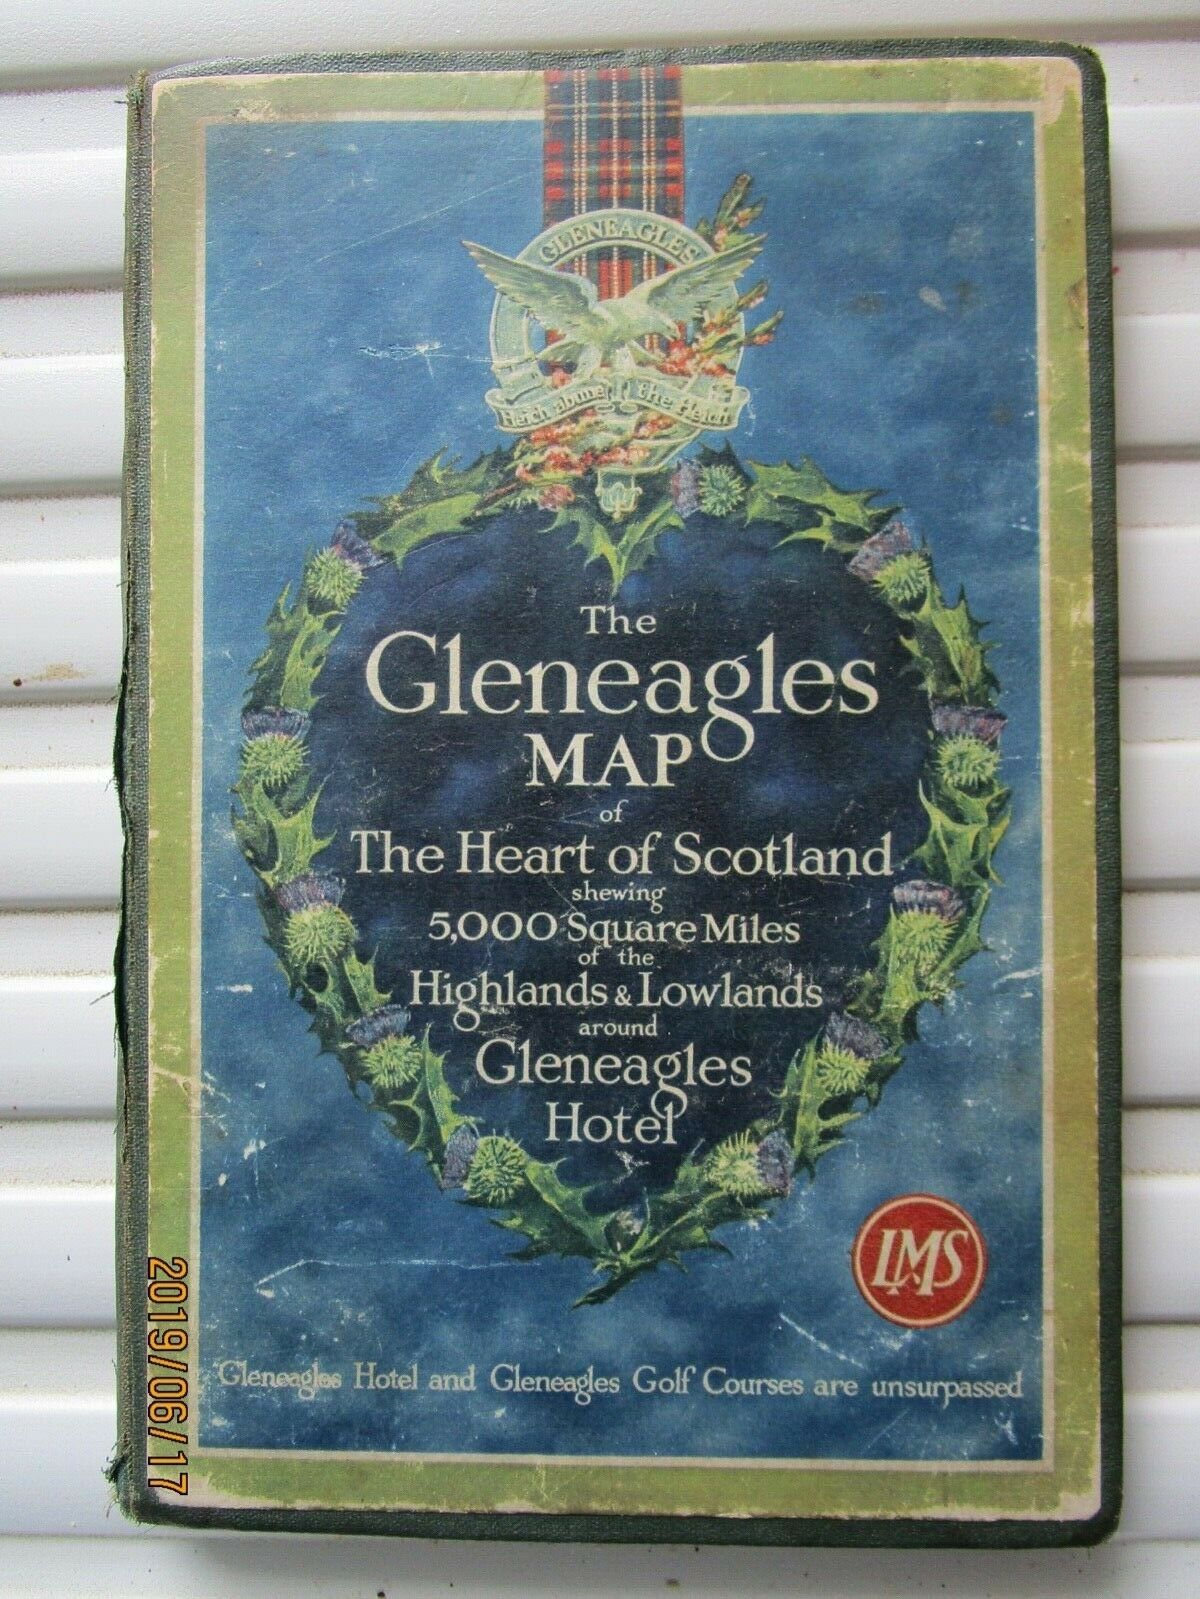 GLENEAGLES
Heich abune the Heich
The
Gleneagles
MAP
of
The Heart of Scotland
shewing
5,000 Square Miles
of the
Highlands & Lowlands
around
Gleneagles
Hotel
LMS
Gleneagles Hotel and Gleneagles Golf Courses are unsurpassed
2019/06/17